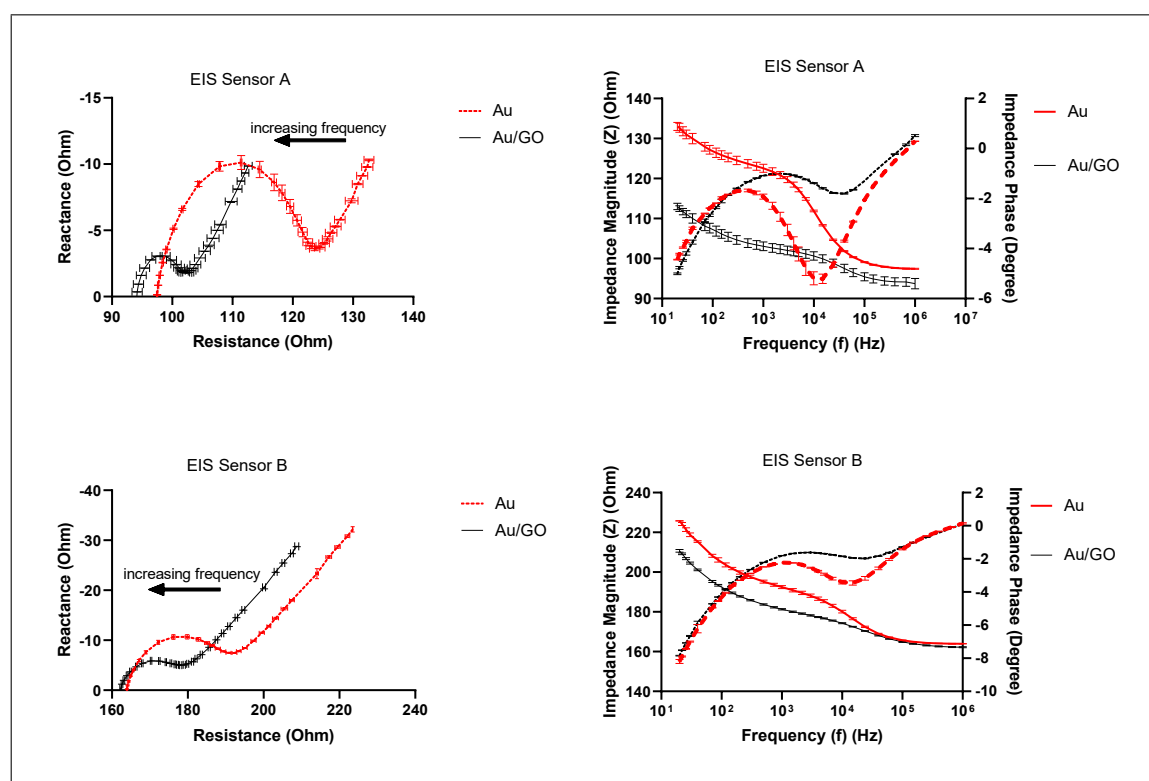 EIS Sensor A
-15
-10
-5
0
90 100 110 120 130 140
Reactance (Ohm)
Resistance (Ohm)
increasing frequency
Au
Au/GO
EIS Sensor A
140
130
120
110
100
90
Impedance Magnitude (Z) (Ohm)
2
0
-2
-4
-6
Impedance Phase (Degree)
10¹ 10² 10³ 10⁴ 10⁵ 10⁶ 10⁷
Frequency (f) (Hz)
Au
Au/GO
EIS Sensor B
-40
-30
-20
-10
0
160 180 200 220 240
Reactance (Ohm)
Resistance (Ohm)
increasing frequency
Au
Au/GO
EIS Sensor B
240
220
200
180
160
140
Impedance Magnitude (Z) (Ohm)
2
0
-2
-4
-6
-8
-10
Impedance Phase (Degree)
10¹ 10² 10³ 10⁴ 10⁵ 10⁶
Frequency (f) (Hz)
Au
Au/GO